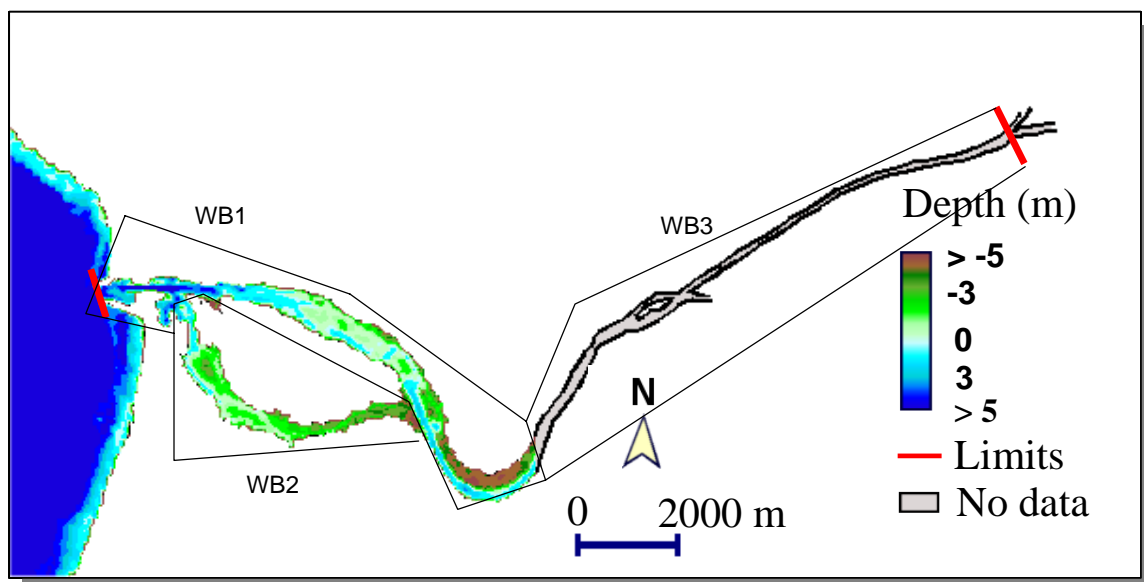 WB1
WB3
Depth (m)
> -5
-3
0
3
> 5
N
WB2
Limits
0 2000 m
No data